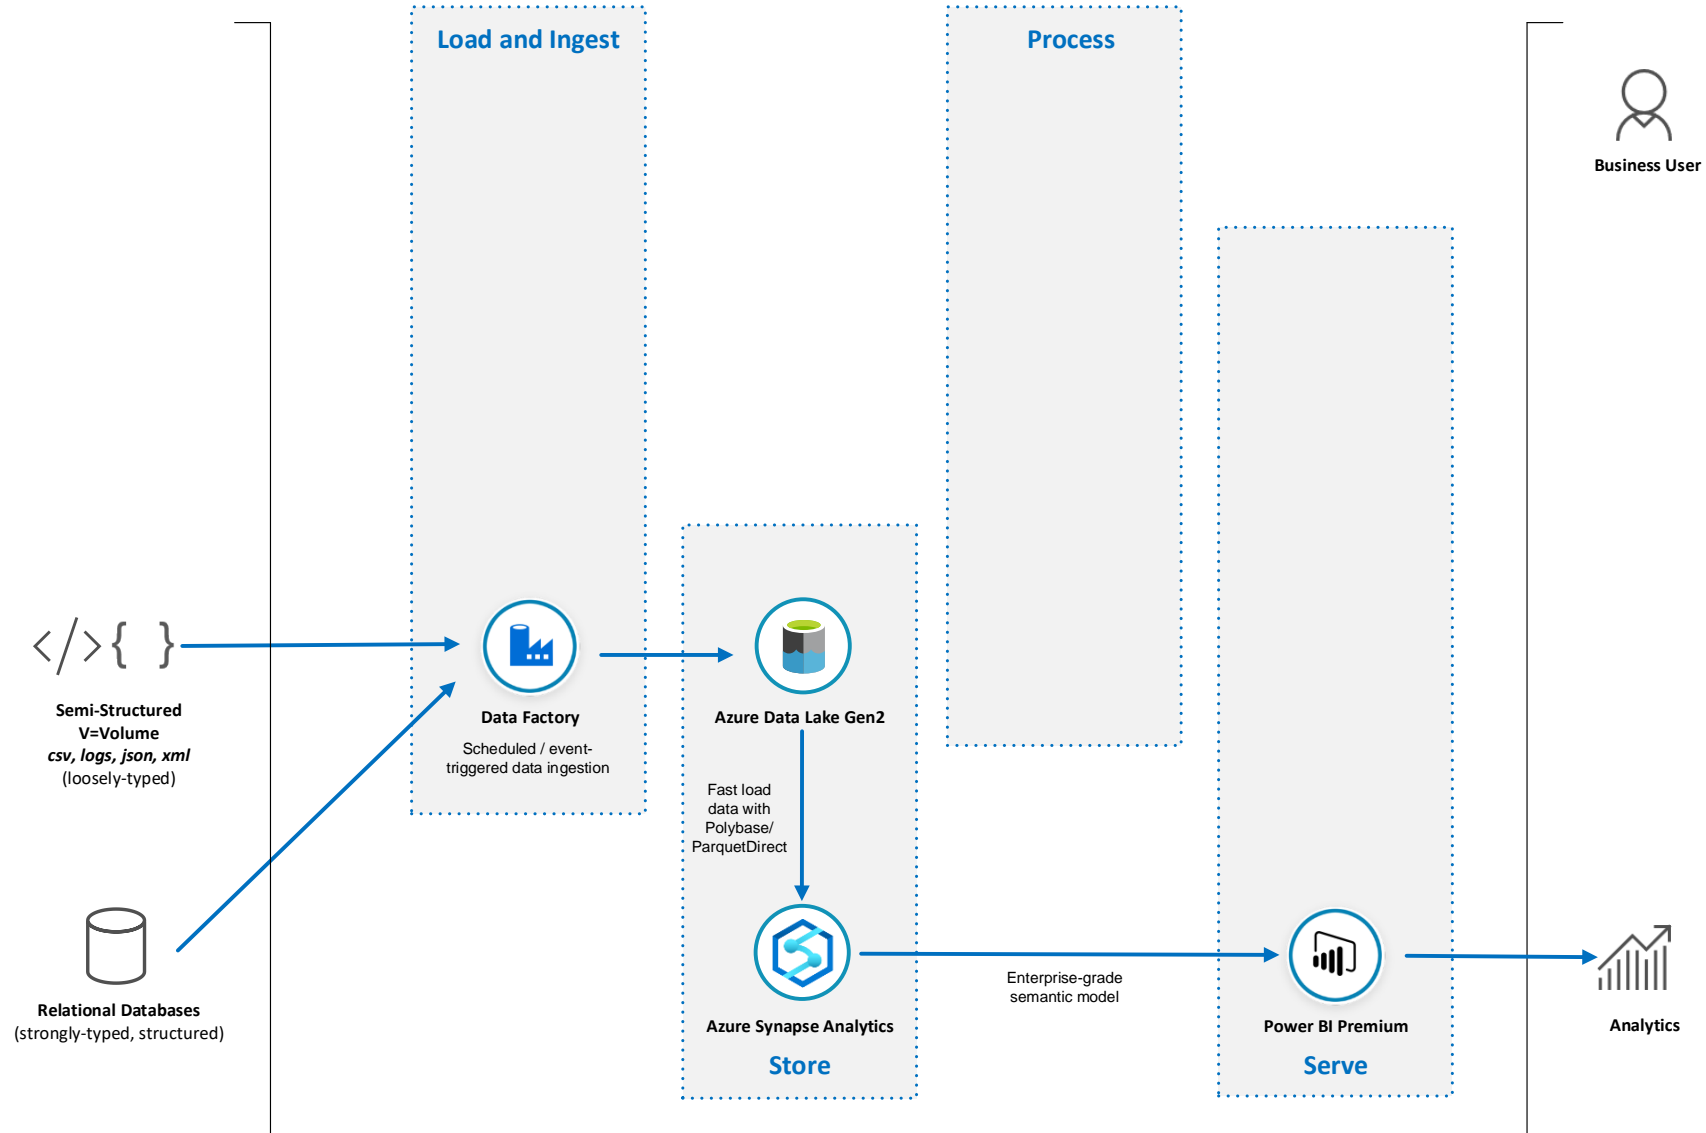 Load and Ingest
Process
Business User
Semi-Structured
V=Volume
csv, logs, json, xml
(loosely-typed)
Data Factory
Scheduled / event-
triggered data ingestion
Azure Data Lake Gen2
Fast load
data with
Polybase/
ParquetDirect
Relational Databases
(strongly-typed, structured)
Azure Synapse Analytics
Store
Enterprise-grade
semantic model
Power BI Premium
Serve
Analytics